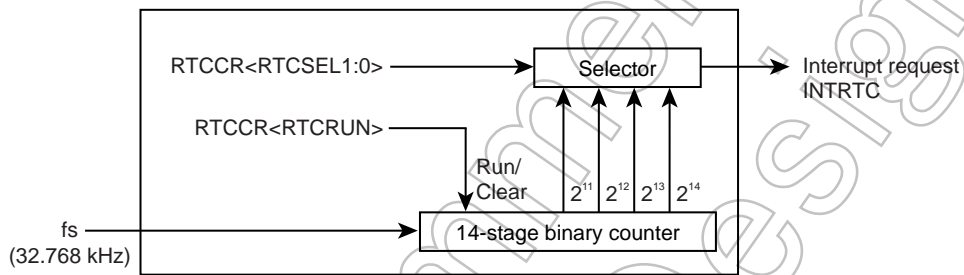 RTCCR<RTCSEL1:0>
Selector
Interrupt request
INTRTC
RTCCR<RTCRUN>
Run/
Clear
2¹¹ 2¹² 2¹³ 2¹⁴
fs
(32.768 kHz)
14-stage binary counter